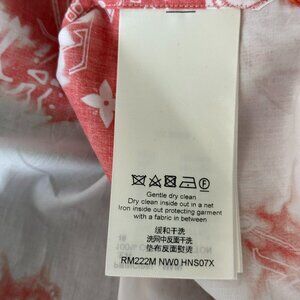 Gentle dry clean
Dry clean inside out in a net
Iron inside out protecting garment
with a fabric in between
缓和干洗
洗网中反面干洗
垫布反面熨烫
RM222M NW0 HNS07X